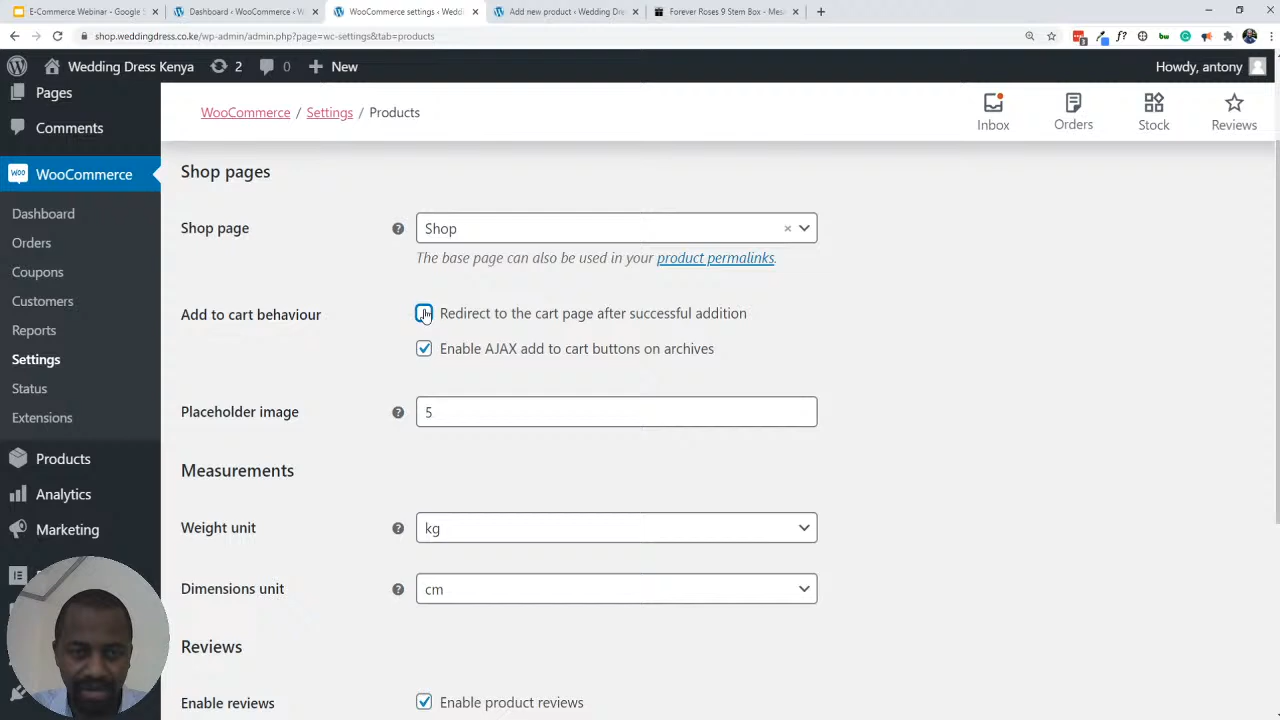 E-Commerce Webinar - Google S
Dashboard ‹ WooCommerce ‹ W
WooCommerce settings ‹ Weddi
Add new product ‹ Wedding Dre
Forever Roses 9 Stem Box - Mesa
shop.weddingdress.co.ke/wp-admin/admin.php?page=wc-settings&tab=products
Wedding Dress Kenya
2
0
New
Howdy, antony
Pages
Comments
WooCommerce
Dashboard
Orders
Coupons
Customers
Reports
Settings
Status
Extensions
Products
Analytics
Marketing
WooCommerce / Settings / Products
Inbox
Orders
Stock
Reviews
Shop pages
Shop page
Shop
The base page can also be used in your product permalinks.
Add to cart behaviour
Redirect to the cart page after successful addition
Enable AJAX add to cart buttons on archives
Placeholder image
5
Measurements
Weight unit
kg
Dimensions unit
cm
Reviews
Enable reviews
Enable product reviews